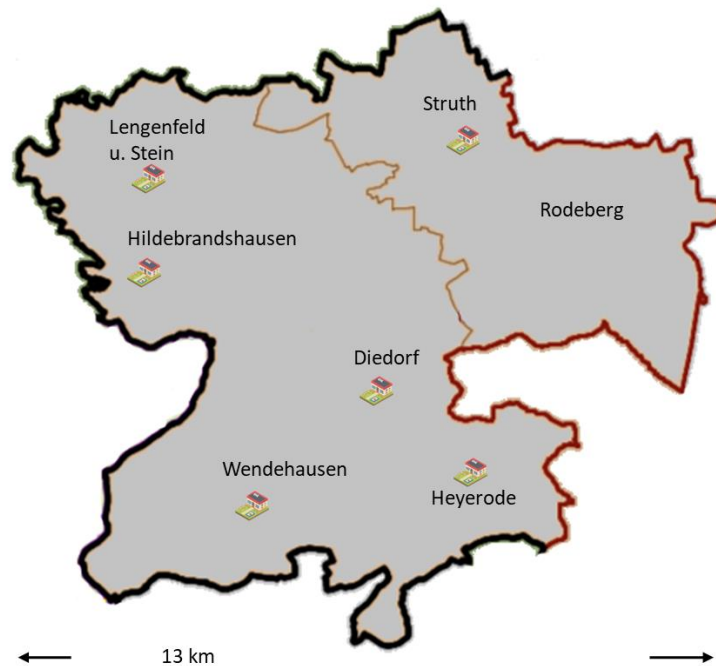 Struth
Lengenfeld
u. Stein
Rodeberg
Hildebrandshausen
Diedorf
Wendehausen
Heyerode
13 km